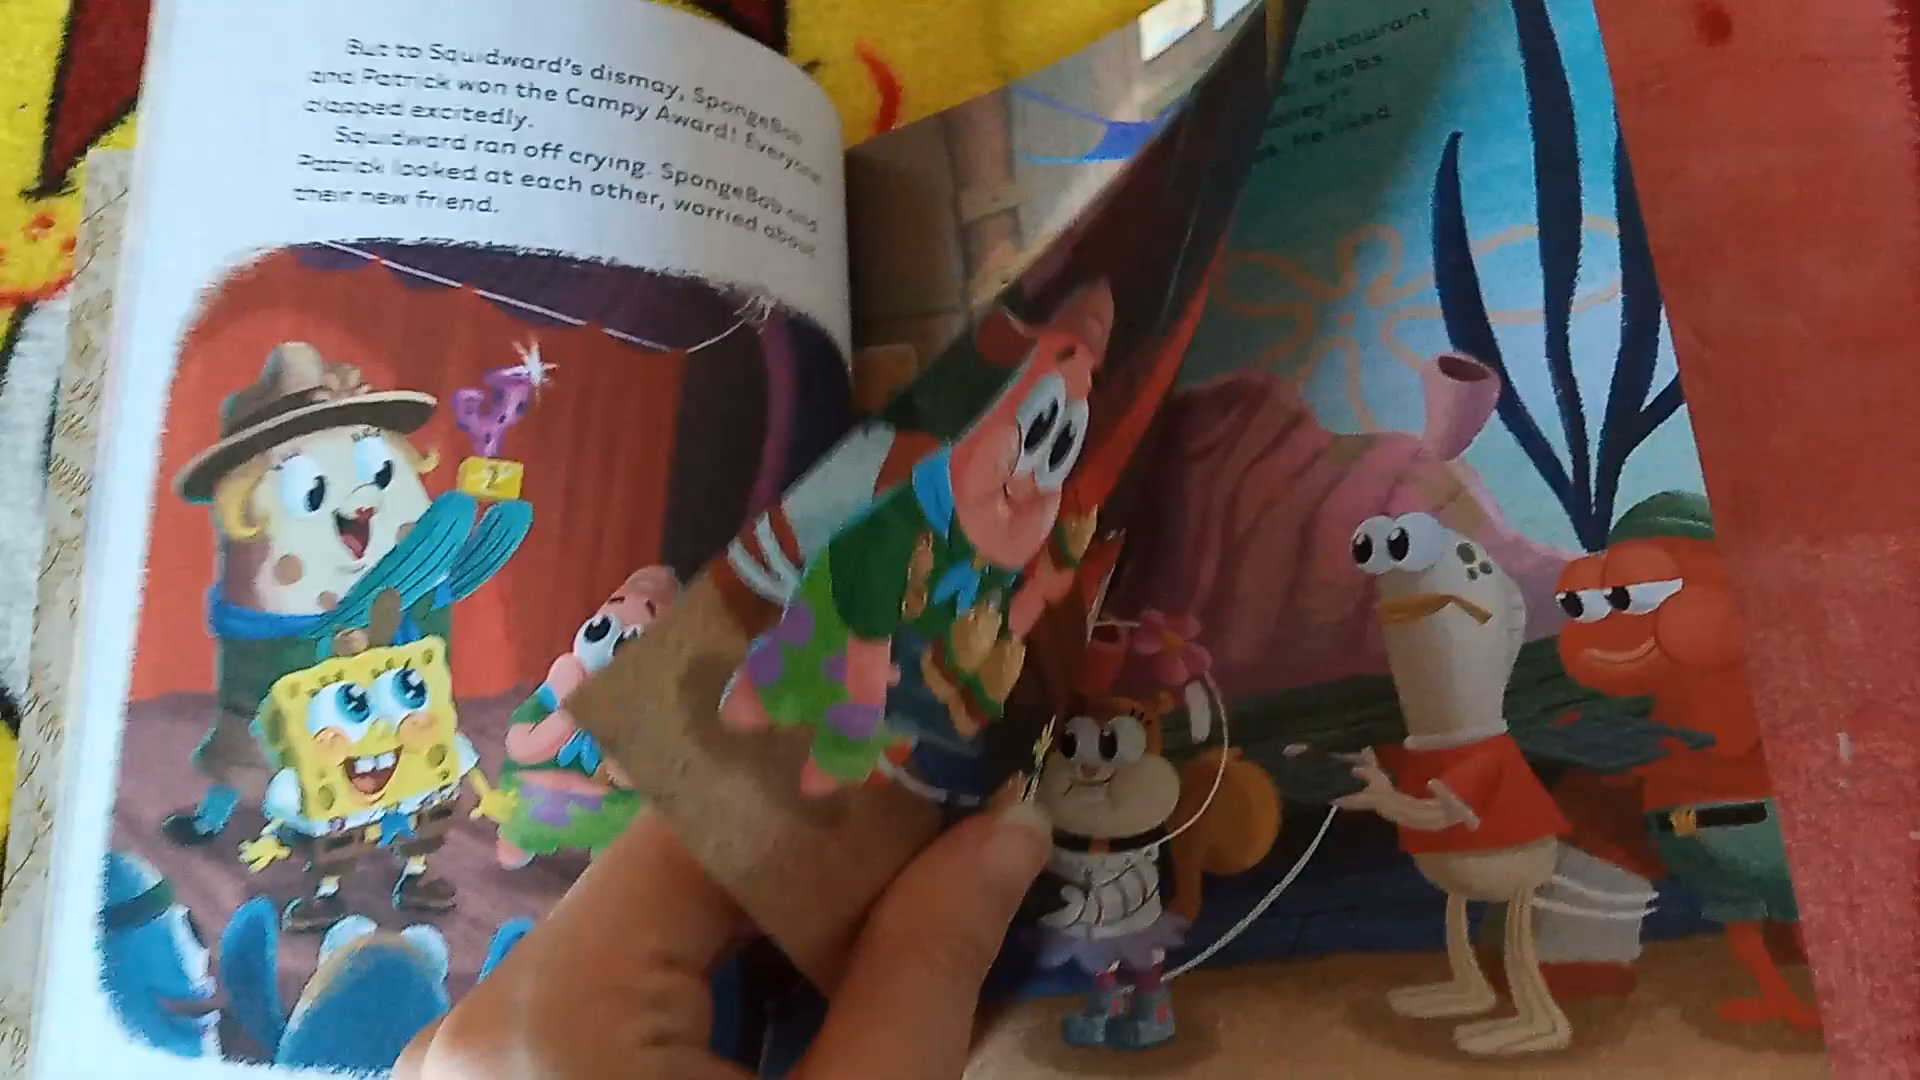 But to Squidward's dismay, SpongeBob
and Patrick won the Campy Award! Everyone
clapped excitedly.
Squidward ran off crying. SpongeBob and
Patrick looked at each other, worried about
their new friend.
restaurant
Krabs.
He liked